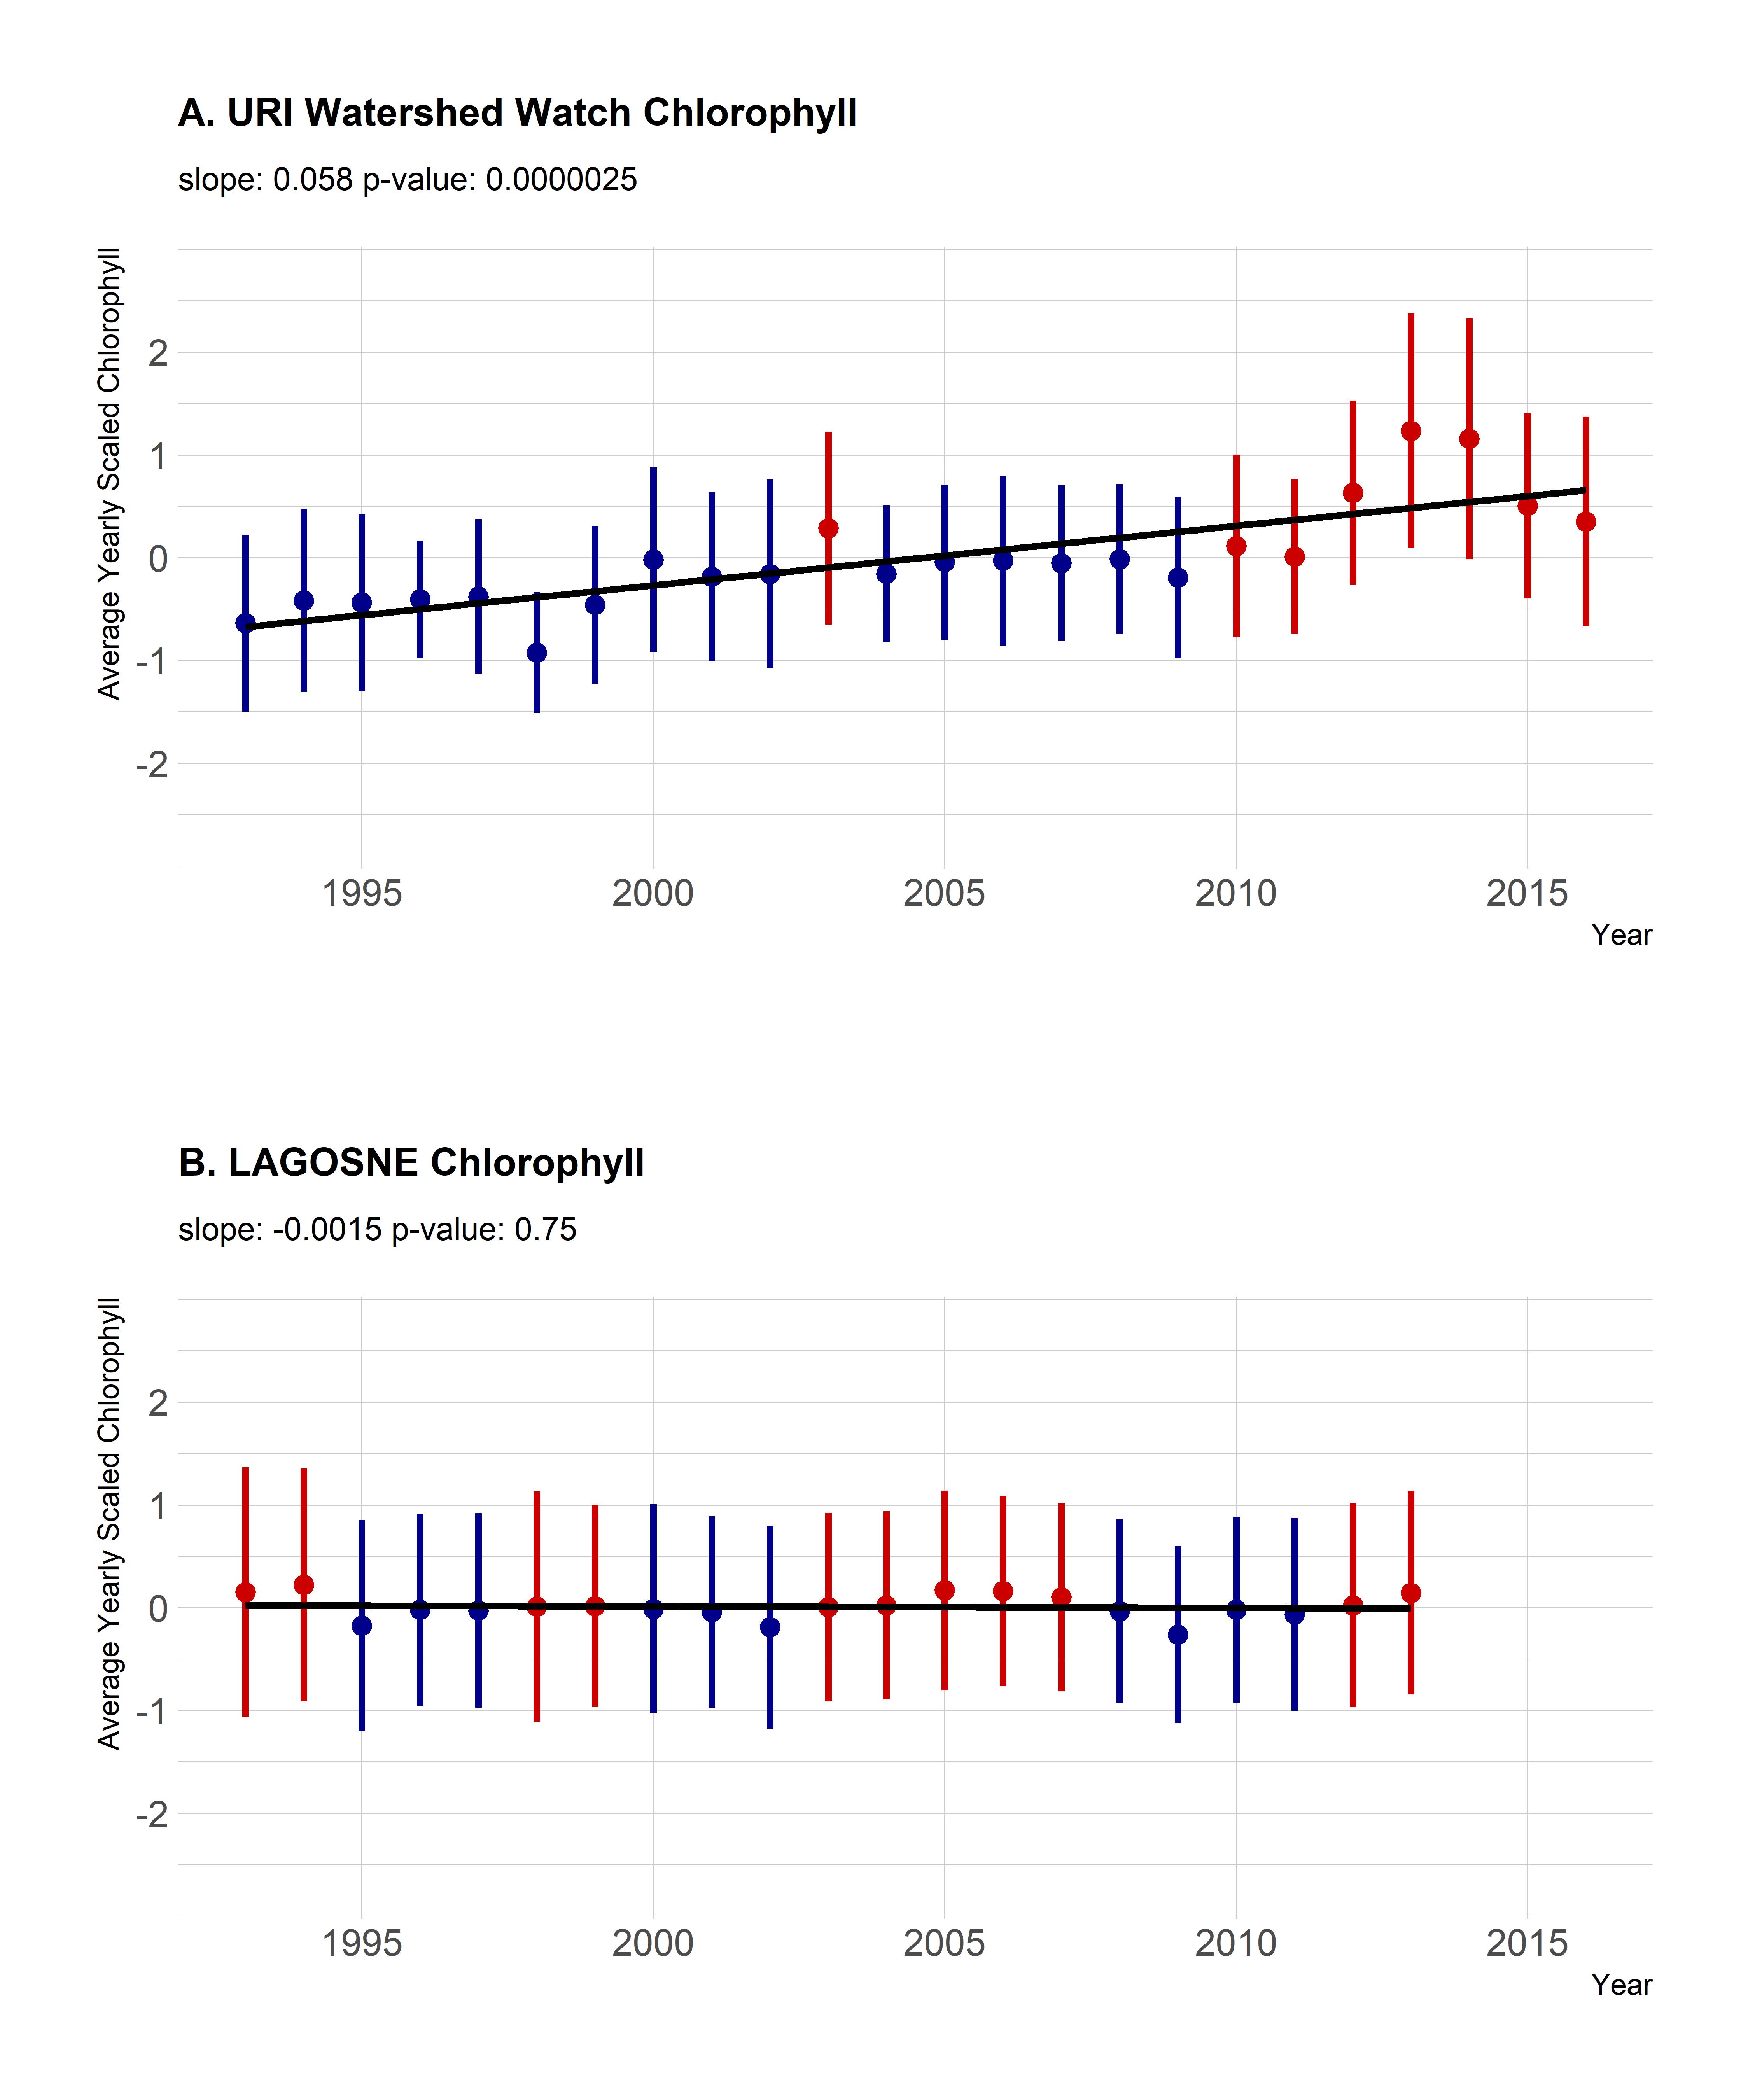 A. URI Watershed Watch Chlorophyll
slope: 0.058 p-value: 0.0000025
Average Yearly Scaled Chlorophyll
2
1
0
-1
-2
1995 2000 2005 2010 2015
Year
B. LAGOSNE Chlorophyll
slope: -0.0015 p-value: 0.75
Average Yearly Scaled Chlorophyll
2
1
0
-1
-2
1995 2000 2005 2010 2015
Year